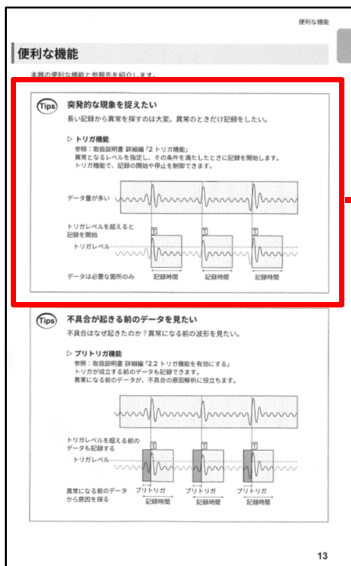 便利な機能
便利な機能
本器の便利な機能と参照先を紹介します。
Tips 突発的な現象を捉えたい
長い記録から異常を探すのは大変。異常のときだけ記録をしたい。
▷ トリガ機能
参照：取扱説明書 詳細編「2 トリガ機能」
異常となるレベルを指定し、その条件を満たしたときに記録を開始します。
トリガ機能で、記録の開始や停止を制御できます。
データ量が多い
トリガレベルを超えると
記録を開始
T T T
トリガレベル
データは必要な箇所のみ 記録時間 記録時間 記録時間
Tips 不具合が起きる前のデータを見たい
不具合はなぜ起きたのか？異常になる前の波形を見たい。
▷ プリトリガ機能
参照：取扱説明書 詳細編「2.2 トリガ機能を有効にする」
トリガが成立する前のデータも記録できます。
異常になる前のデータが、不具合の原因解析に役立ちます。
トリガレベルを超える前の
データも記録する
T T T
トリガレベル
異常になる前のデータ プリトリガ プリトリガ プリトリガ
から原因を探る 記録時間 記録時間 記録時間
13